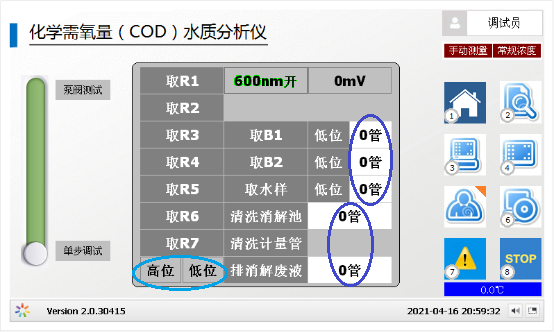 化学需氧量（COD）水质分析仪
调试员
手动测量 常规浓度
泵阀测试
取R1 600nm开 0mV
取R2
取R3 取B1 低位 0管
取R4 取B2 低位 0管
取R5 取水样 低位 0管
取R6 清洗消解池 0管
取R7 清洗计量管
高位 低位 排消解废液 0管
单步调试
1 2
3 4
5 6
7 STOP 8
0.0℃
Version 2.0.30415 2021-04-16 20:59:32